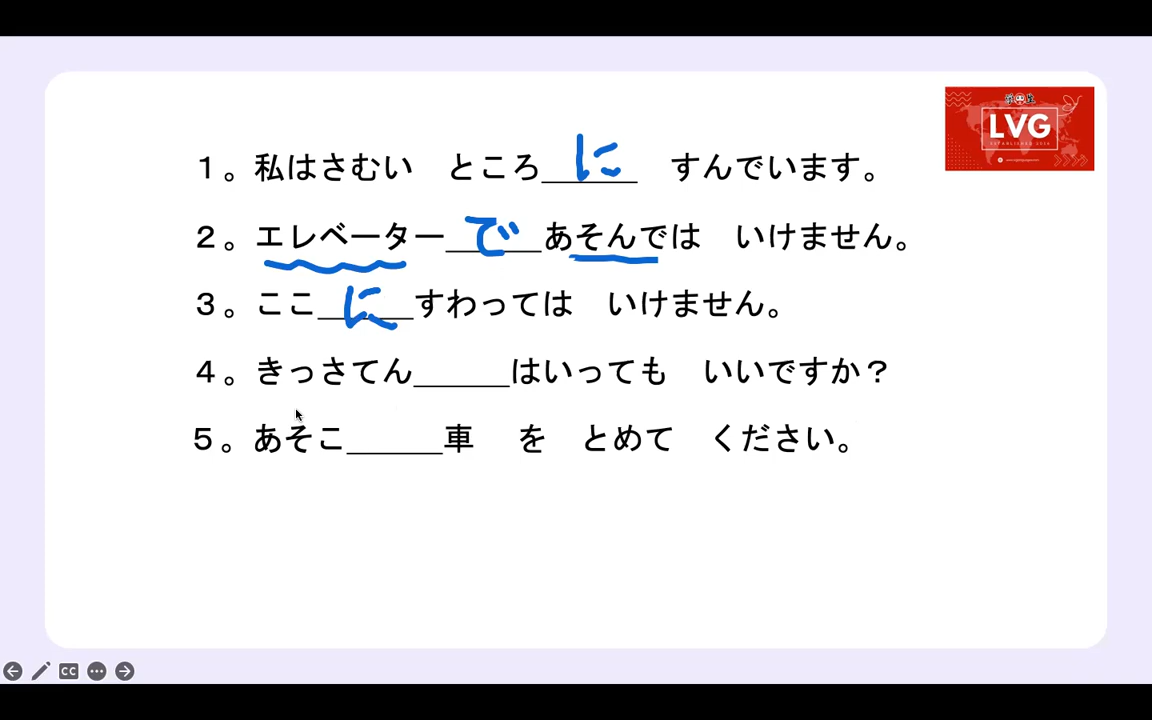 LVG
ESTABLISHED 2016
１。私はさむい　ところ に 　すんでいます。
２。エレベーター で あそんでは　いけません。
３。ここ に すわっては　いけません。
４。きっさてん______はいっても　いいですか？
５。あそこ______車　を　とめて　ください。
CC